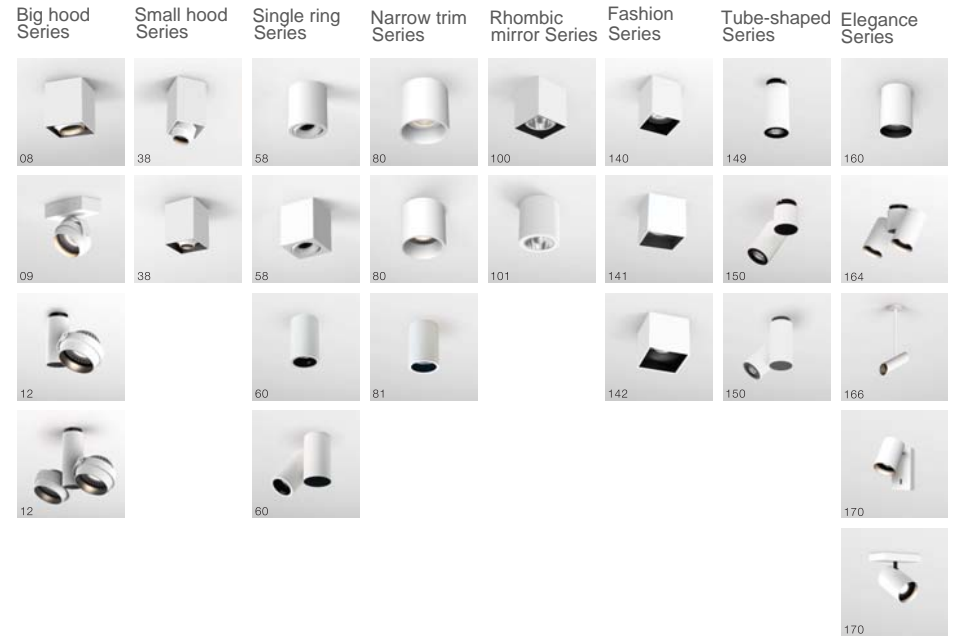 Big hood
Series
Small hood
Series
Single ring
Series
Narrow trim
Series
Rhombic
mirror Series
Fashion
Series
Tube-shaped
Series
Elegance
Series
08
38
58
80
100
140
149
160
09
38
58
80
101
141
150
164
12
60
81
142
150
166
12
60
170
170